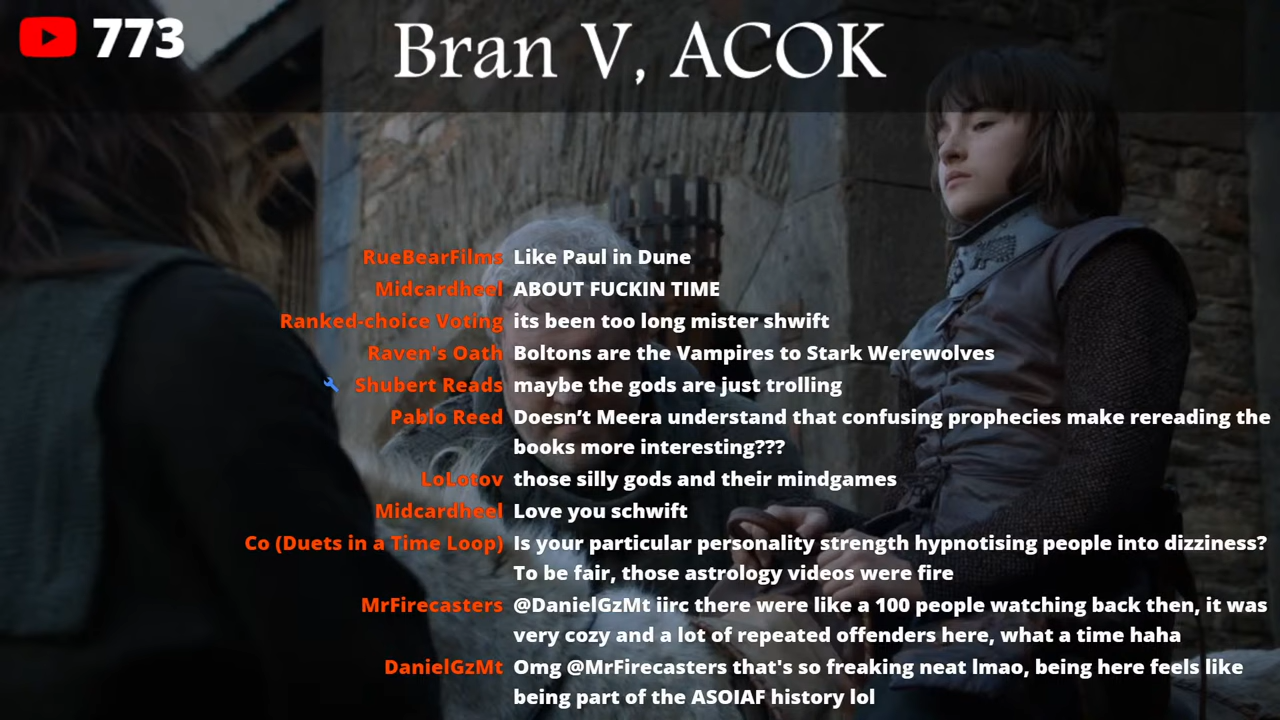 773
Bran V, ACOK
RueBearFilms Like Paul in Dune
Midcardheel ABOUT FUCKIN TIME
Ranked-choice Voting its been too long mister shwift
Raven's Oath Boltons are the Vampires to Stark Werewolves
Shubert Reads maybe the gods are just trolling
Pablo Reed Doesn’t Meera understand that confusing prophecies make rereading the
books more interesting???
LoLotov those silly gods and their mindgames
Midcardheel Love you schwift
Co (Duets in a Time Loop) Is your particular personality strength hypnotising people into dizziness?
To be fair, those astrology videos were fire
MrFirecasters @DanielGzMt iirc there were like a 100 people watching back then, it was
very cozy and a lot of repeated offenders here, what a time haha
DanielGzMt Omg @MrFirecasters that's so freaking neat lmao, being here feels like
being part of the ASOIAF history lol